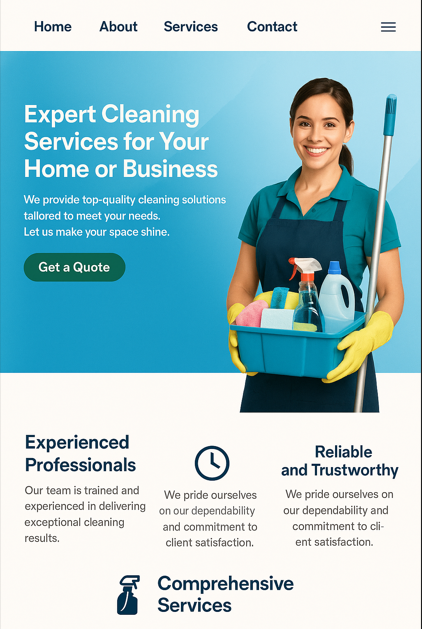 Home About Services Contact
Expert Cleaning
Services for Your
Home or Business
We provide top-quality cleaning solutions
tailored to meet your needs.
Let us make your space shine.
Get a Quote
Experienced
Professionals
Our team is trained and
experienced in delivering
exceptional cleaning
results.
We pride ourselves
on our dependability
and commitment to
client satisfaction.
Reliable
and Trustworthy
We pride ourselves on
our dependability and
commitment to cli-
ent satisfaction.
Comprehensive
Services